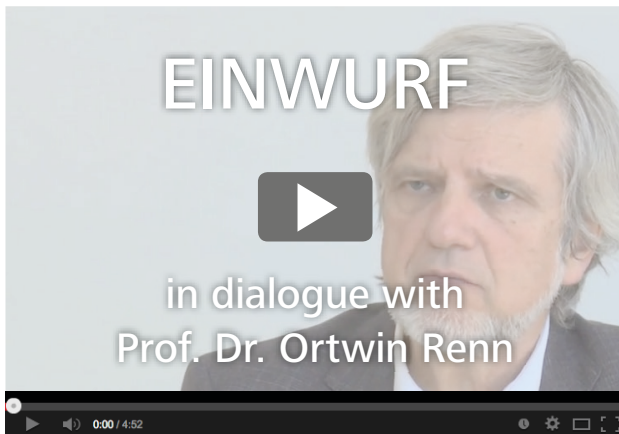 EINWURF
in dialogue with
Prof. Dr. Ortwin Renn
0:00 / 4:52